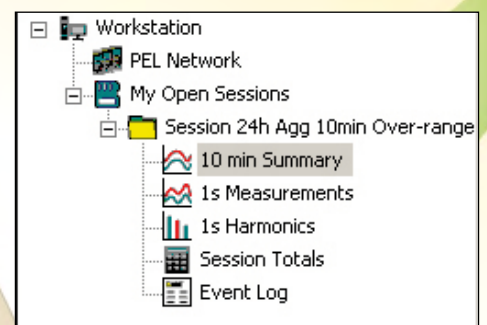 Workstation
PEL Network
My Open Sessions
Session 24h Agg 10min Over-range
10 min Summary
1s Measurements
1s Harmonics
Session Totals
Event Log